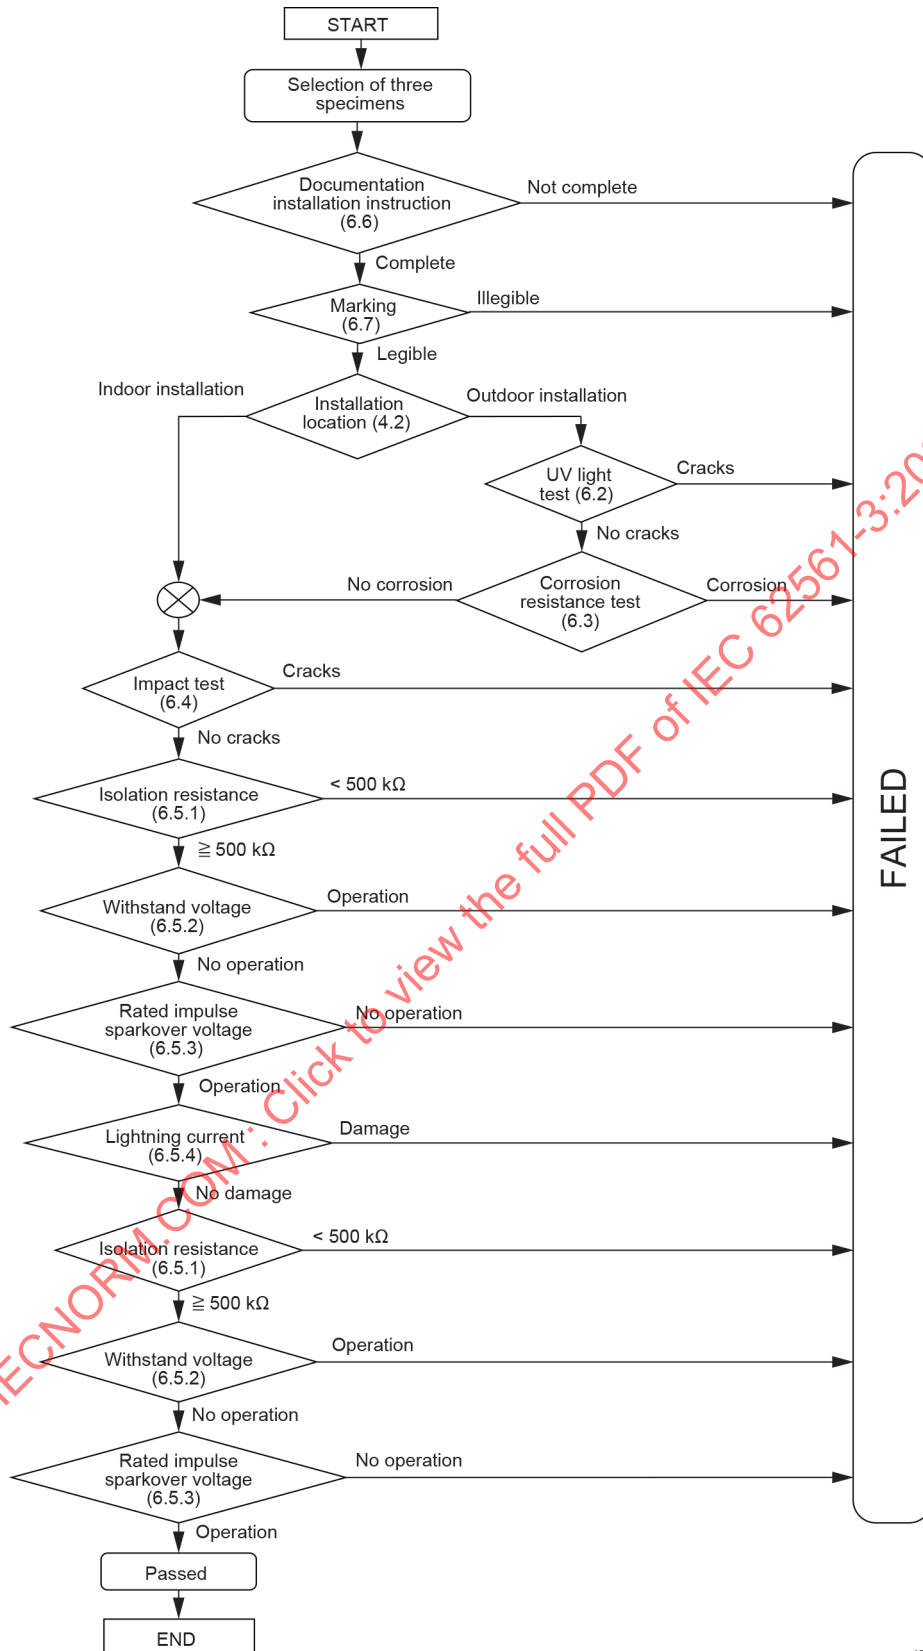 START
Selection of three
specimens
Documentation
installation instruction
(6.6)
Not complete
Complete
Marking
(6.7)
Illegible
Legible
Indoor installation
Installation
location (4.2)
Outdoor installation
UV light
test (6.2)
Cracks
No cracks
No corrosion
Corrosion
resistance test
(6.3)
Corrosion
Impact test
(6.4)
Cracks
No cracks
Isolation resistance
(6.5.1)
< 500 kΩ
≧ 500 kΩ
Withstand voltage
(6.5.2)
Operation
No operation
Rated impulse
sparkover voltage
(6.5.3)
No operation
Operation
Lightning current
(6.5.4)
Damage
No damage
Isolation resistance
(6.5.1)
< 500 kΩ
≧ 500 kΩ
Withstand voltage
(6.5.2)
Operation
No operation
Rated impulse
sparkover voltage
(6.5.3)
No operation
Operation
Passed
END
FAILED
IECNORM.COM : Click to view the full PDF of IEC 62561-3:20